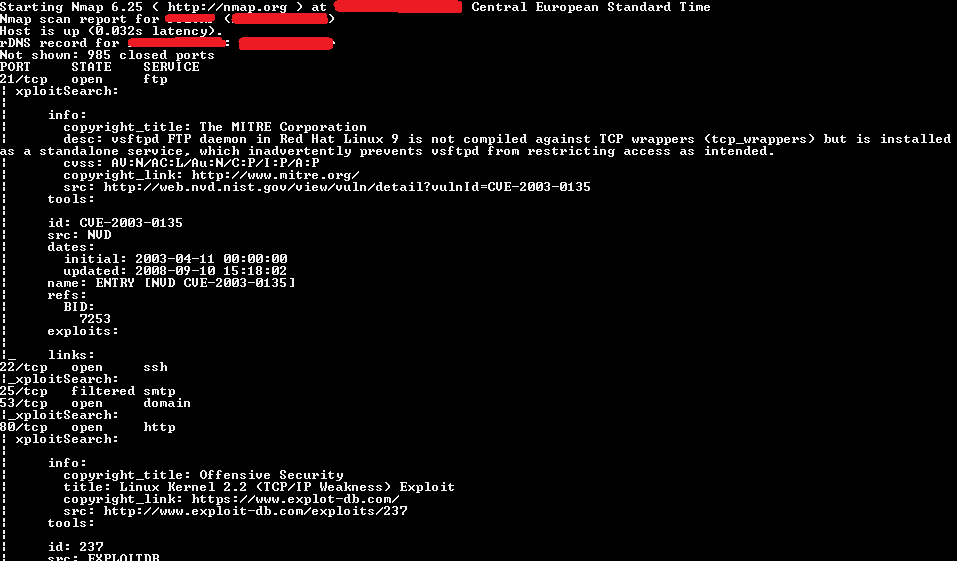 Starting Nmap 6.25 ( http://nmap.org ) at Central European Standard Time
Nmap scan report for ( )
Host is up (0.032s latency).
rDNS record for :
Not shown: 985 closed ports
PORT     STATE    SERVICE
21/tcp   open     ftp
| xploitSearch:
|
|     info:
|       copyright_title: The MITRE Corporation
|       desc: vsftpd FTP daemon in Red Hat Linux 9 is not compiled against TCP wrappers (tcp_wrappers) but is installed
as a standalone service, which inadvertently prevents vsftpd from restricting access as intended.
|       cvss: AV:N/AC:L/Au:N/C:P/I:P/A:P
|       copyright_link: http://www.mitre.org/
|       src: http://web.nvd.nist.gov/view/vuln/detail?vulnId=CVE-2003-0135
|     tools:
|
|     id: CVE-2003-0135
|     src: NVD
|     dates:
|       initial: 2003-04-11 00:00:00
|       updated: 2008-09-10 15:18:02
|     name: ENTRY [NVD CVE-2003-0135]
|     refs:
|       BID:
|         7253
|     exploits:
|
|_    links:
22/tcp   open     ssh
|_xploitSearch:
25/tcp   filtered smtp
53/tcp   open     domain
|_xploitSearch:
80/tcp   open     http
| xploitSearch:
|
|     info:
|       copyright_title: Offensive Security
|       title: Linux Kernel 2.2 (TCP/IP Weakness) Exploit
|       copyright_link: https://www.explot-db.com/
|       src: http://www.exploit-db.com/exploits/237
|     tools:
|
|     id: 237
|     src: EXPLOITDB